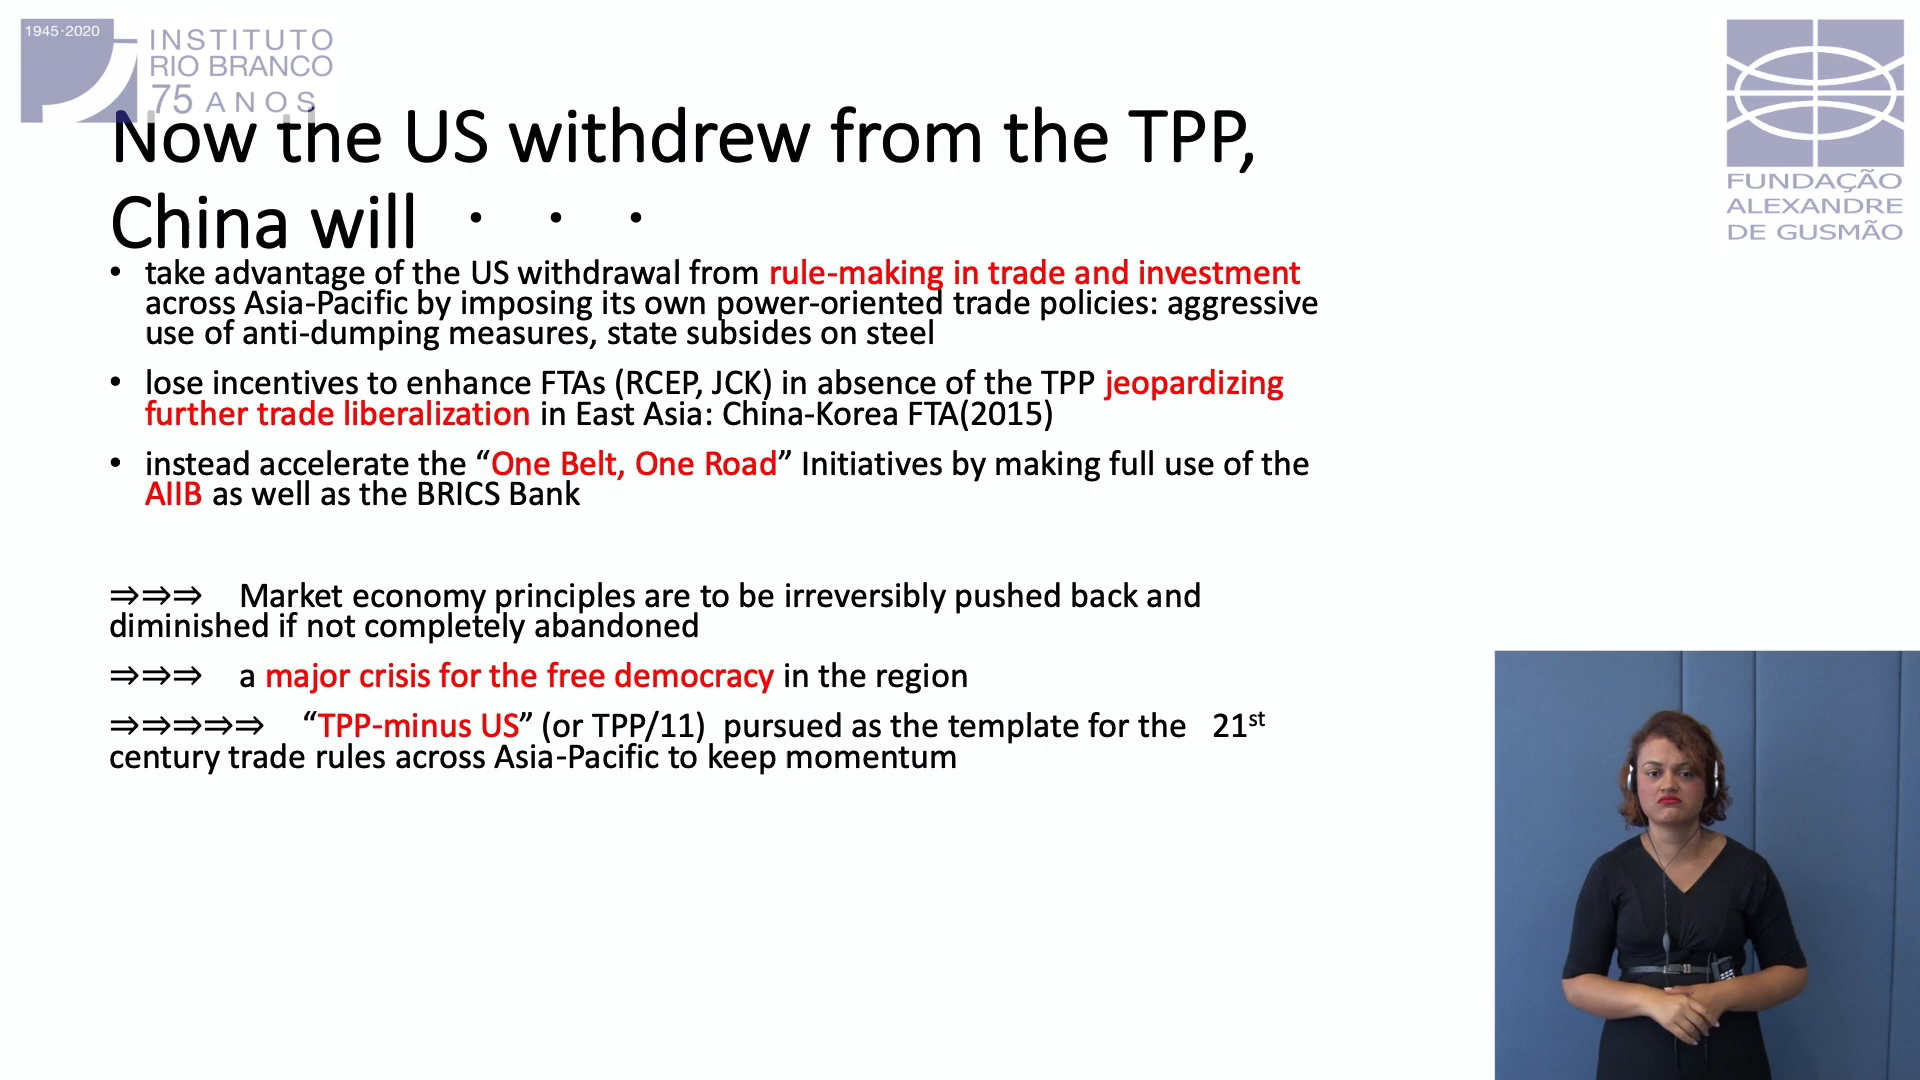 1945·2020
INSTITUTO
RIO BRANCO
75 ANOS
FUNDAÇÃO
ALEXANDRE
DE GUSMÃO
Now the US withdrew from the TPP,
China will ・ ・ ・
• take advantage of the US withdrawal from rule-making in trade and investment
across Asia-Pacific by imposing its own power-oriented trade policies: aggressive
use of anti-dumping measures, state subsides on steel
• lose incentives to enhance FTAs (RCEP, JCK) in absence of the TPP jeopardizing
further trade liberalization in East Asia: China-Korea FTA(2015)
• instead accelerate the “One Belt, One Road” Initiatives by making full use of the
AIIB as well as the BRICS Bank
⇒⇒⇒ Market economy principles are to be irreversibly pushed back and
diminished if not completely abandoned
⇒⇒⇒ a major crisis for the free democracy in the region
⇒⇒⇒⇒⇒ “TPP-minus US” (or TPP/11) pursued as the template for the 21st
century trade rules across Asia-Pacific to keep momentum